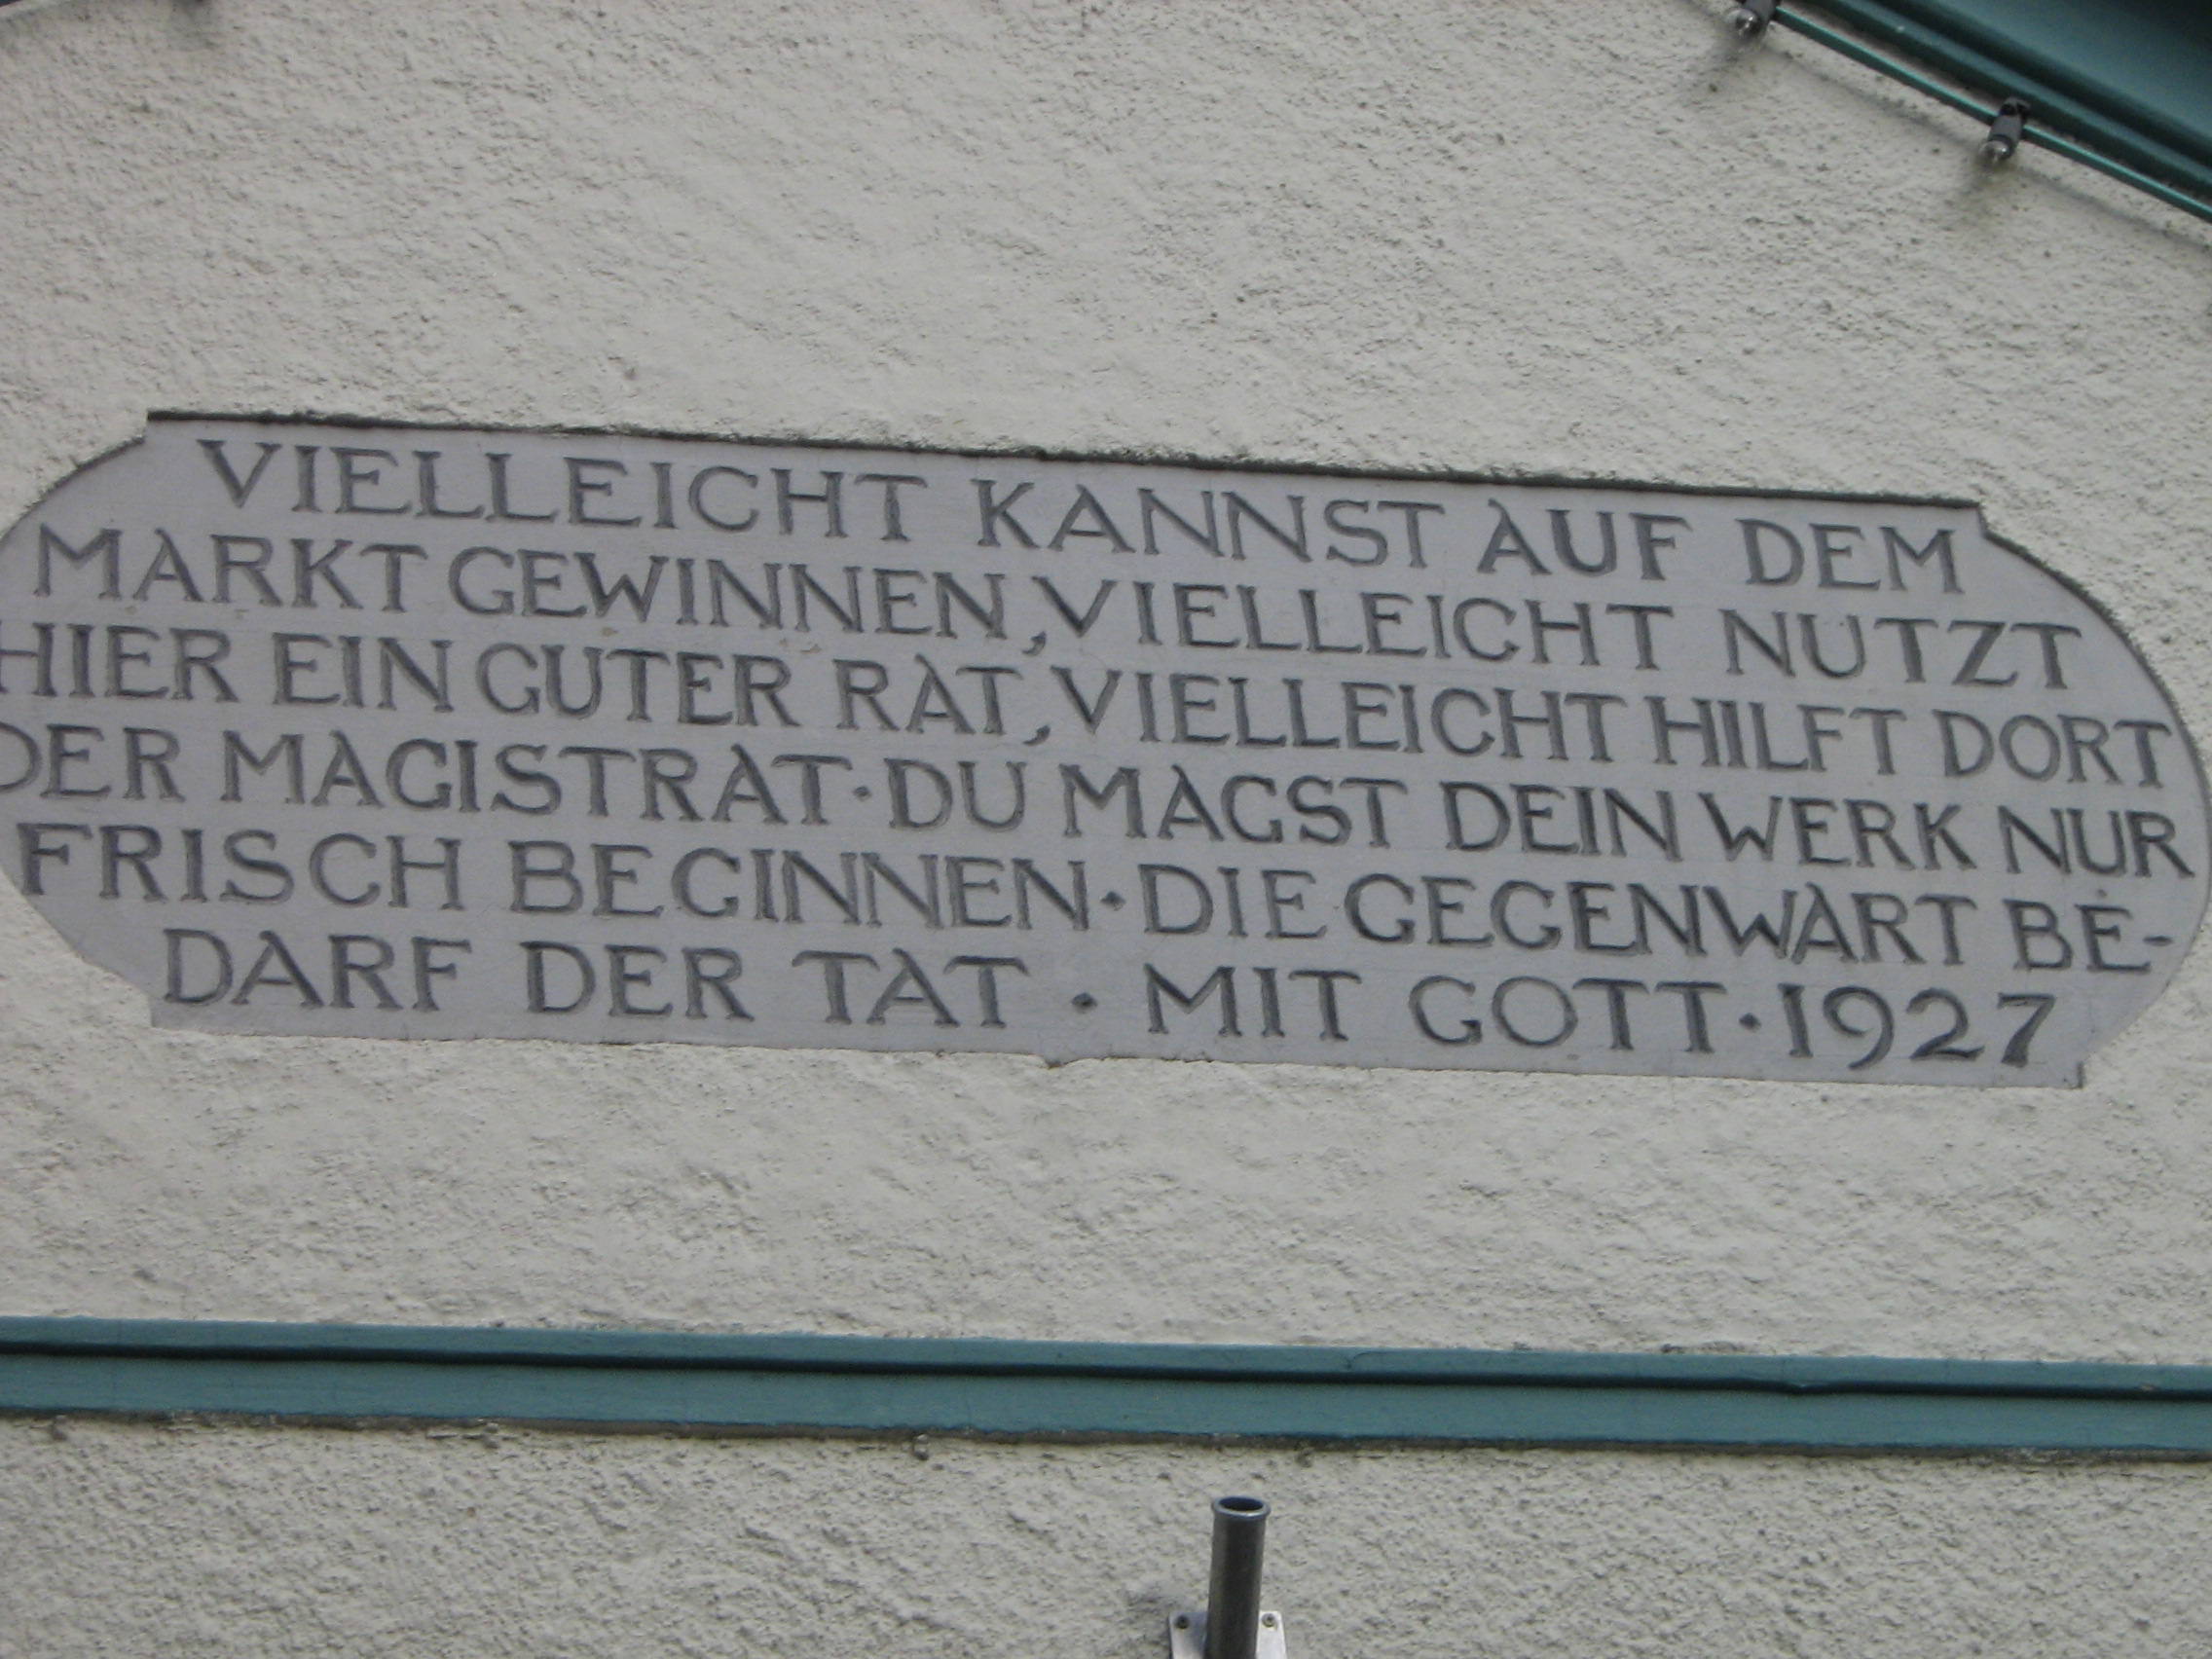 VIELLEICHT KANNST AUF DEM
MARKT GEWINNEN, VIELLEICHT NÜTZT
HIER EIN GUTER RAT, VIELLEICHT HILFT DORT
DER MAGISTRAT · DU MAGST DEIN WERK NUR
FRISCH BEGINNEN · DIE GEGENWART BE-
DARF DER TAT · MIT GOTT · 1927